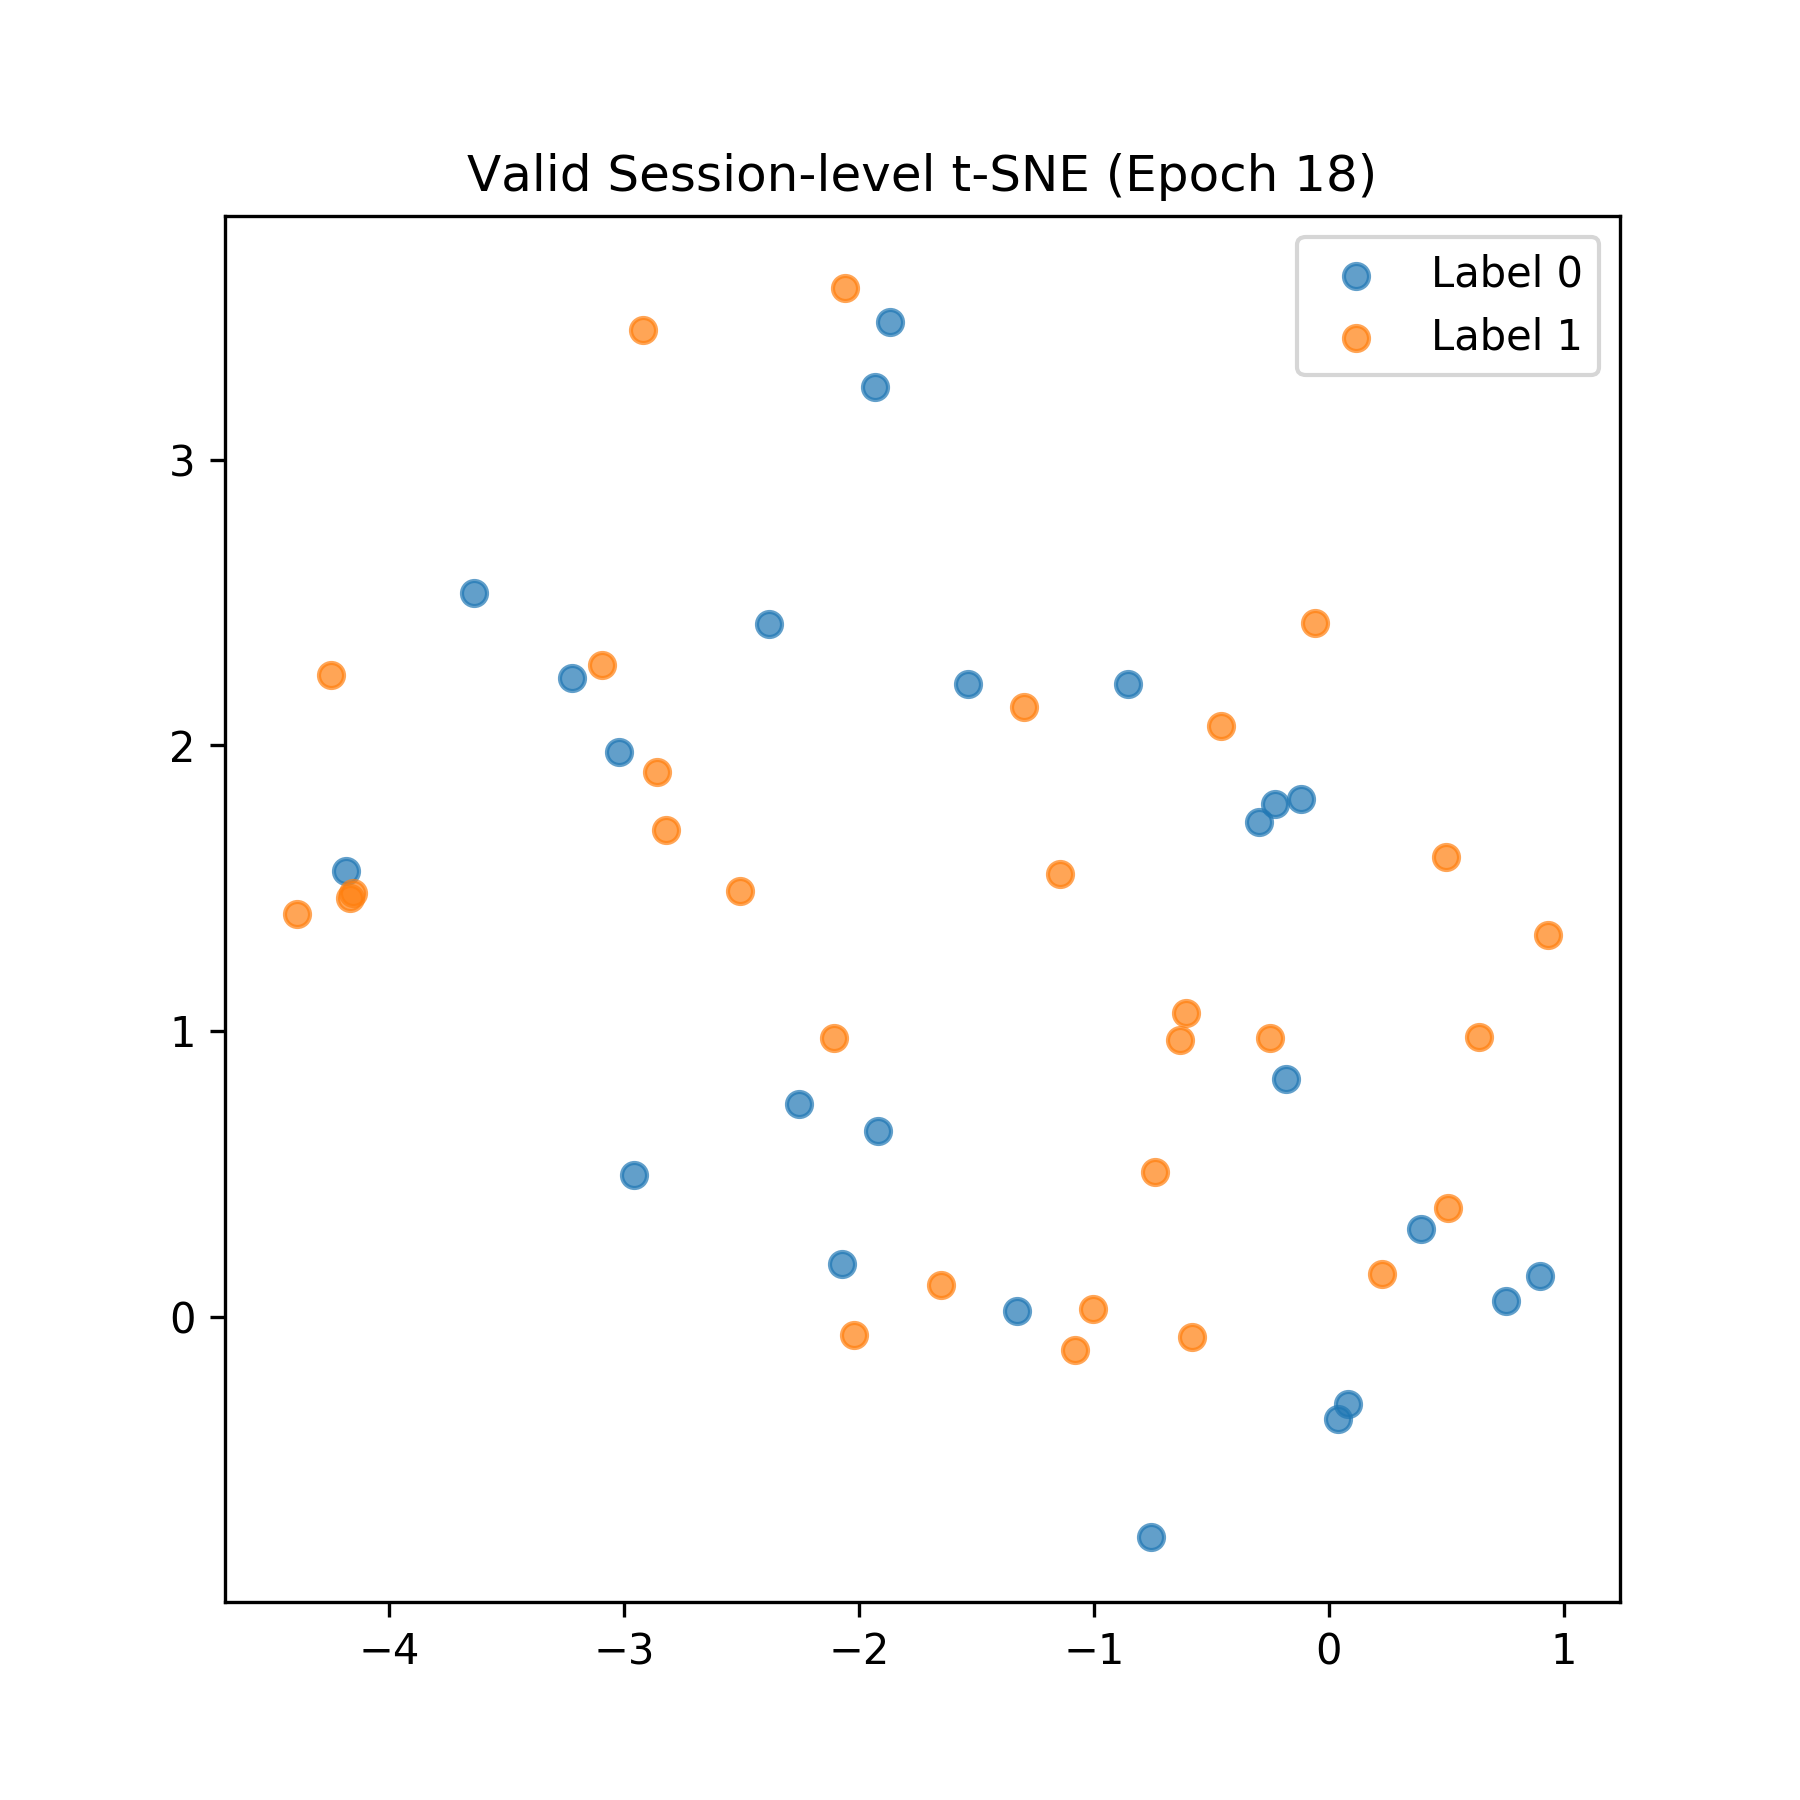 Valid Session-level t-SNE (Epoch 18)
Label 0
Label 1
3
2
1
0
−4 −3 −2 −1 0 1